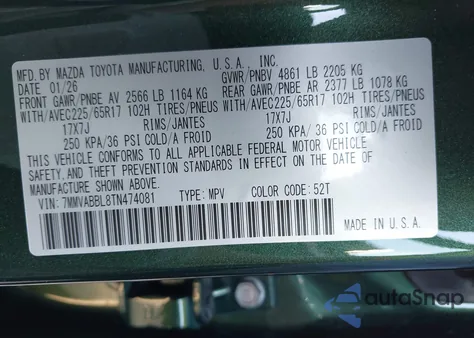 MFD. BY MAZDA TOYOTA MANUFACTURING, U.S.A., INC.
DATE 01/26 GVWR/PNBV 4861 LB 2205 KG
FRONT GAWR/PNBE AV 2566 LB 1164 KG REAR GAWR/PNBE AR 2377 LB 1078 KG
WITH/AVEC225/65R17 102H TIRES/PNEUS WITH/AVEC225/65R17 102H TIRES/PNEUS
17X7J RIMS/JANTES 17X7J RIMS/JANTES
250 KPA/36 PSI COLD/A FROID 250 KPA/36 PSI COLD/A FROID
THIS VEHICLE CONFORMS TO ALL APPLICABLE FEDERAL MOTOR VEHICLE
SAFETY, AND THEFT PREVENTION STANDARDS IN EFFECT ON THE DATE OF
MANUFACTURE SHOWN ABOVE.
VIN: 7MMVABBL8TN474081 TYPE: MPV COLOR CODE: 52T
MADE IN U.S.A.
autoSnap